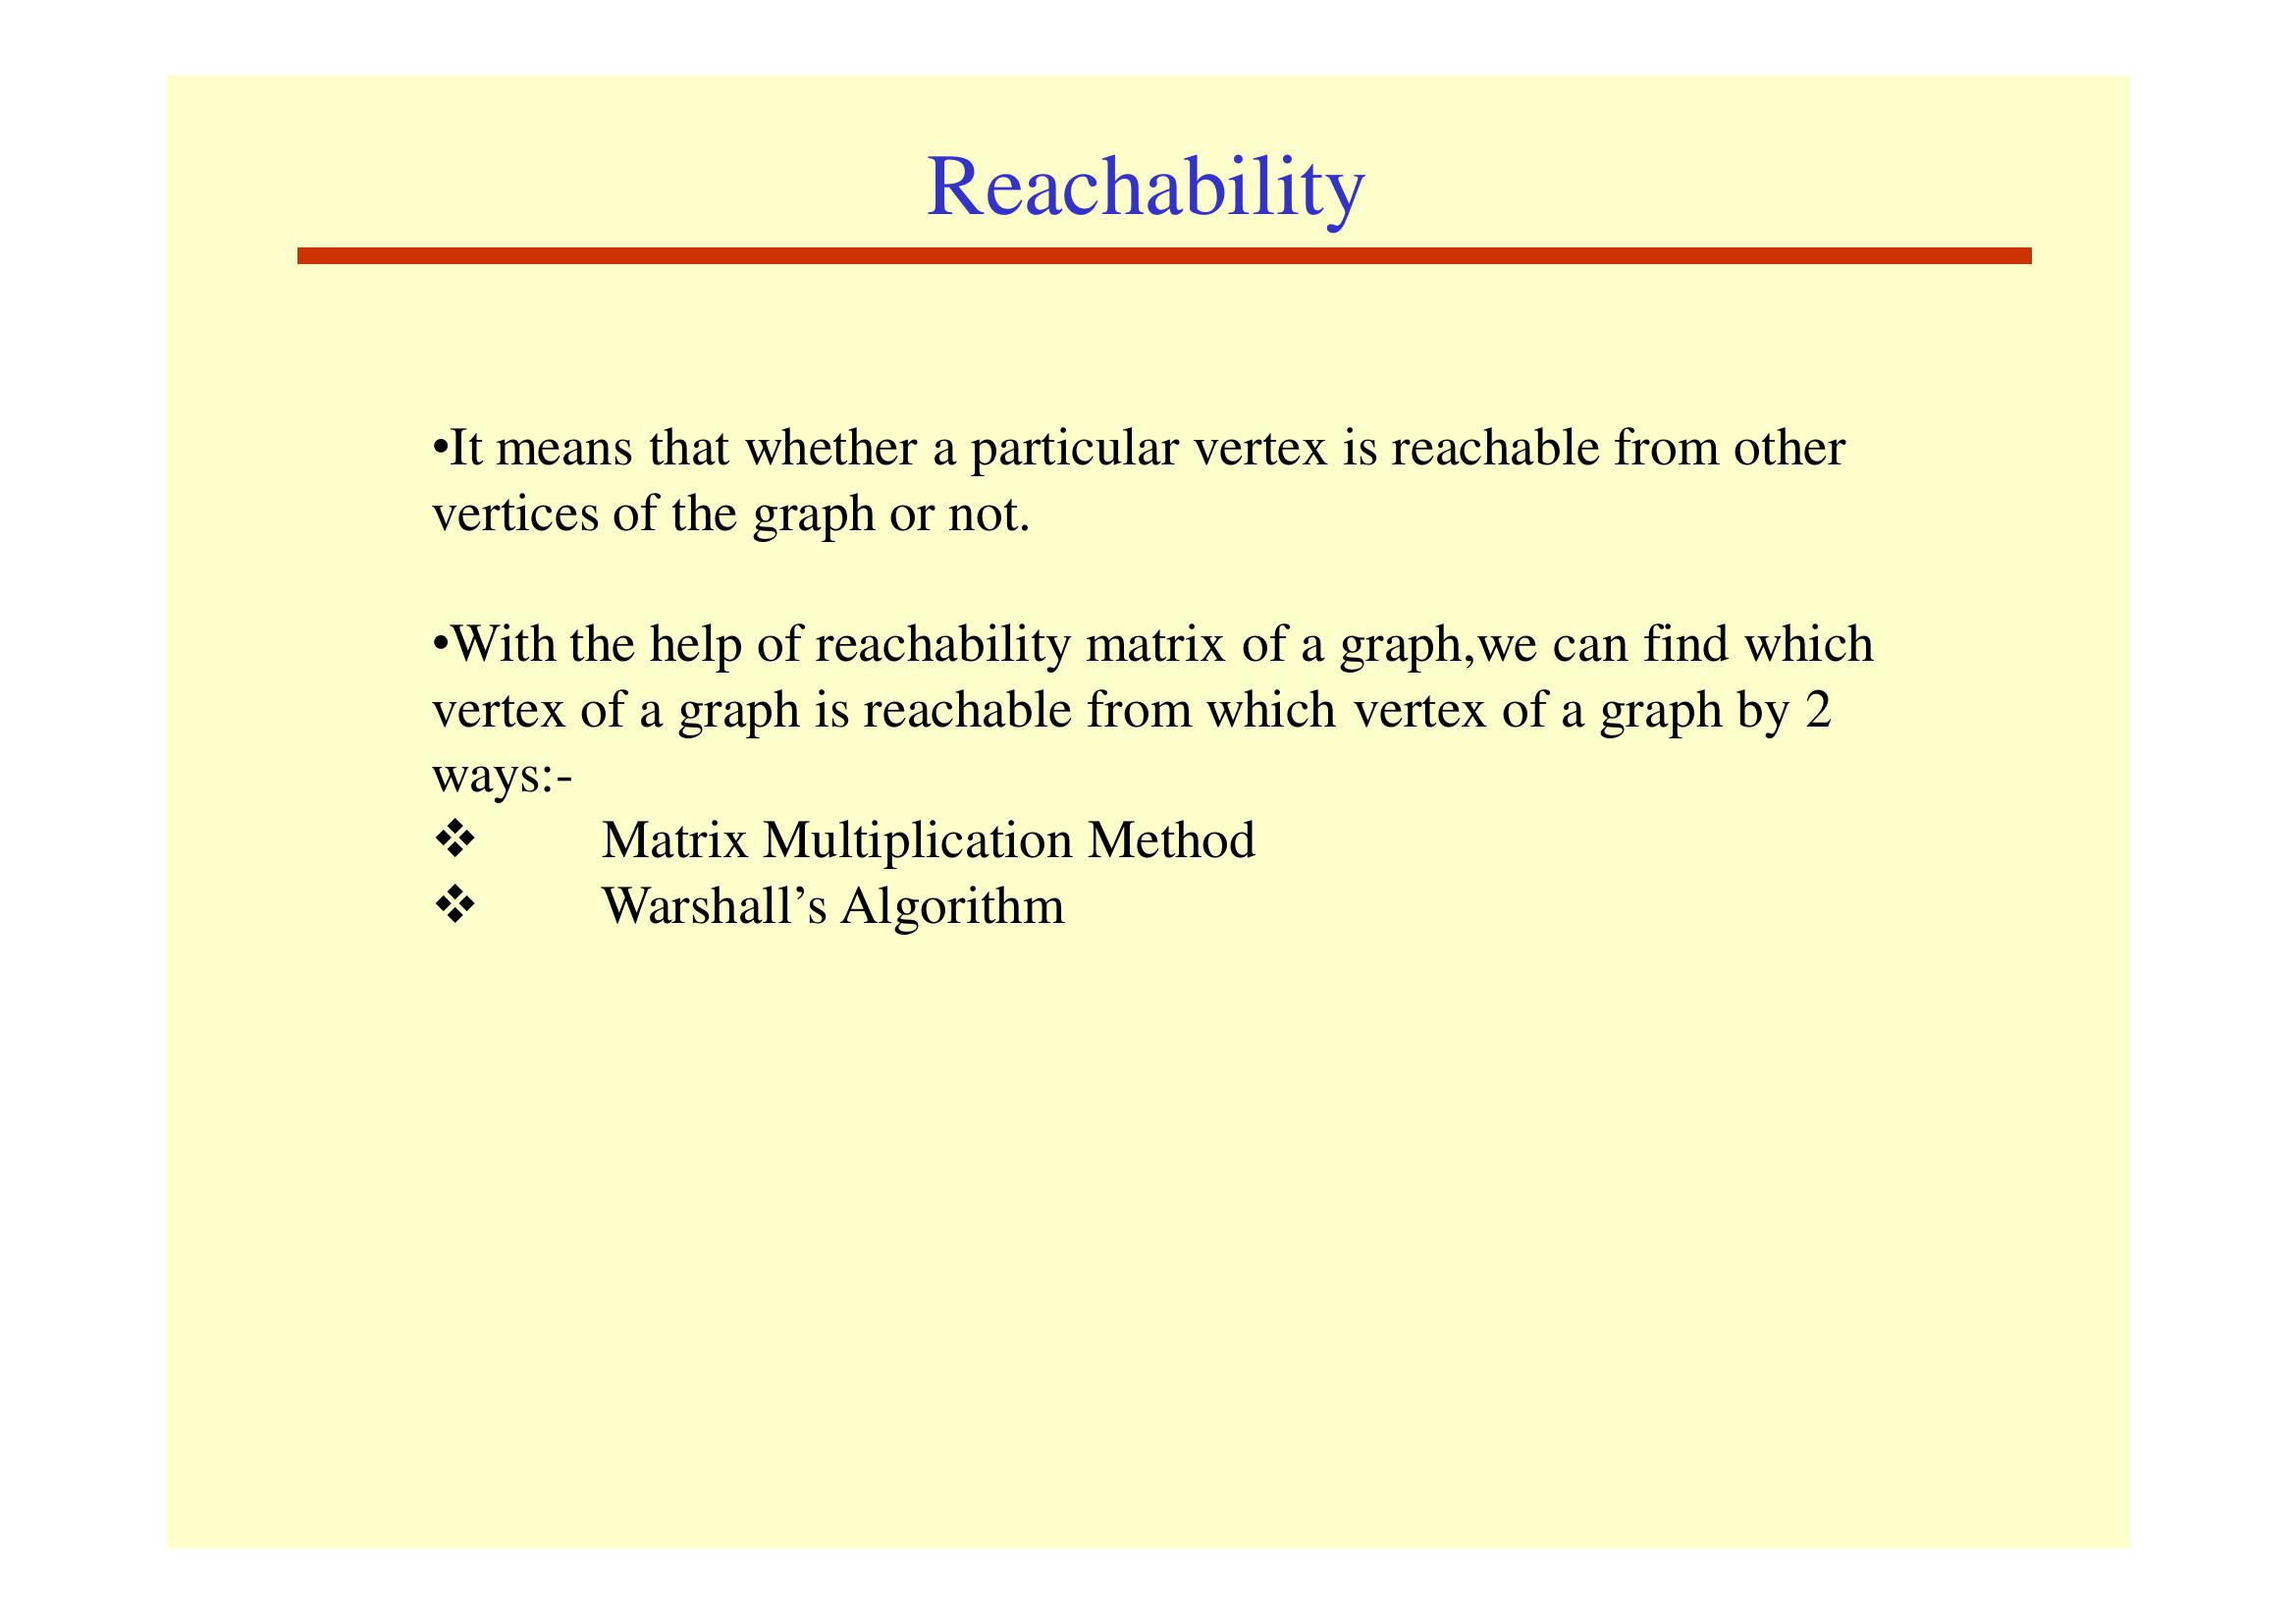 Reachability
•It means that whether a particular vertex is reachable from other
vertices of the graph or not.
•With the help of reachability matrix of a graph,we can find which
vertex of a graph is reachable from which vertex of a graph by 2
ways:-
❖ Matrix Multiplication Method
❖ Warshall’s Algorithm